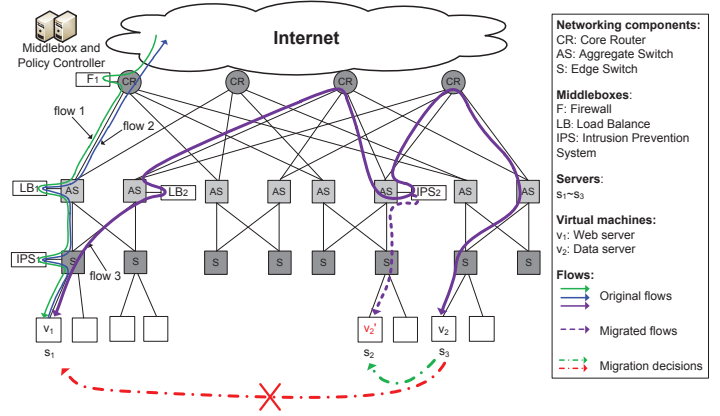 Internet
Middlebox and
Policy Controller
F1
CR
CR
CR
CR
flow 1
flow 2
LB1
AS
AS
LB2
AS
AS
AS
AS
IPS2
AS
AS
IPS1
S
S
S
S
S
S
S
S
flow 3
v1
v2'
v2
s1
s2
s3
Networking components:
CR: Core Router
AS: Aggregate Switch
S: Edge Switch
Middleboxes:
F: Firewall
LB: Load Balance
IPS: Intrusion Prevention
System
Servers:
s1~s3
Virtual machines:
v1: Web server
v2: Data server
Flows:
Original flows
Migrated flows
Migration decisions